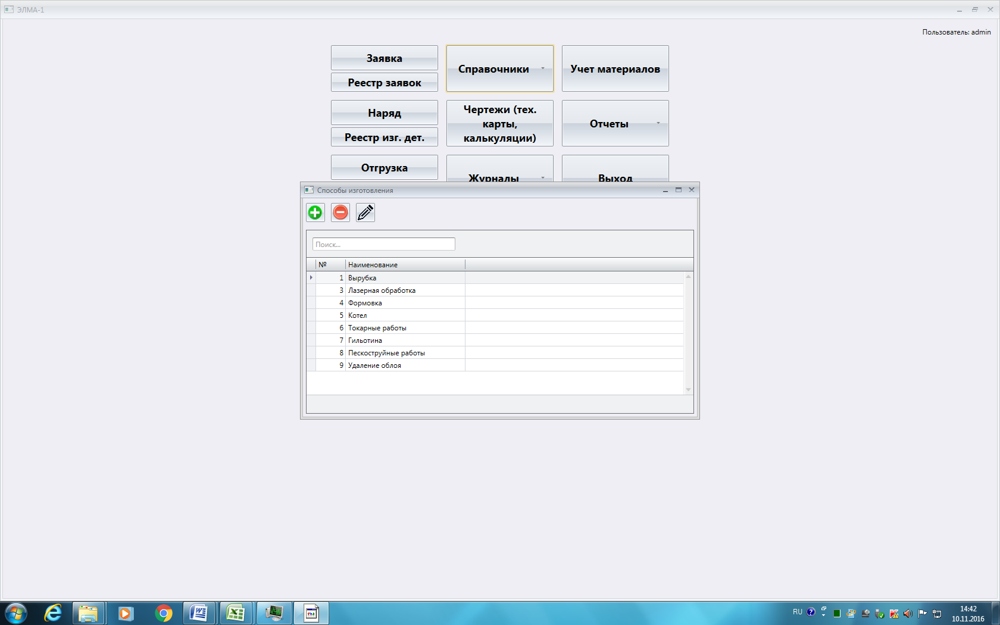 ЭЛМА-1
Пользователь: admin
Заявка
Реестр заявок
Справочники
Учет материалов
Наряд
Реестр изг. дет.
Чертежи (тех.
карты,
калькуляции)
Отчеты
Отгрузка
Журналы
Выход
Способы изготовления
Поиск...
№ Наименование
1 Вырубка
3 Лазерная обработка
4 Формовка
5 Котел
6 Токарные работы
7 Гильотина
8 Пескоструйные работы
9 Удаление облоя
RU
14:42
10.11.2016